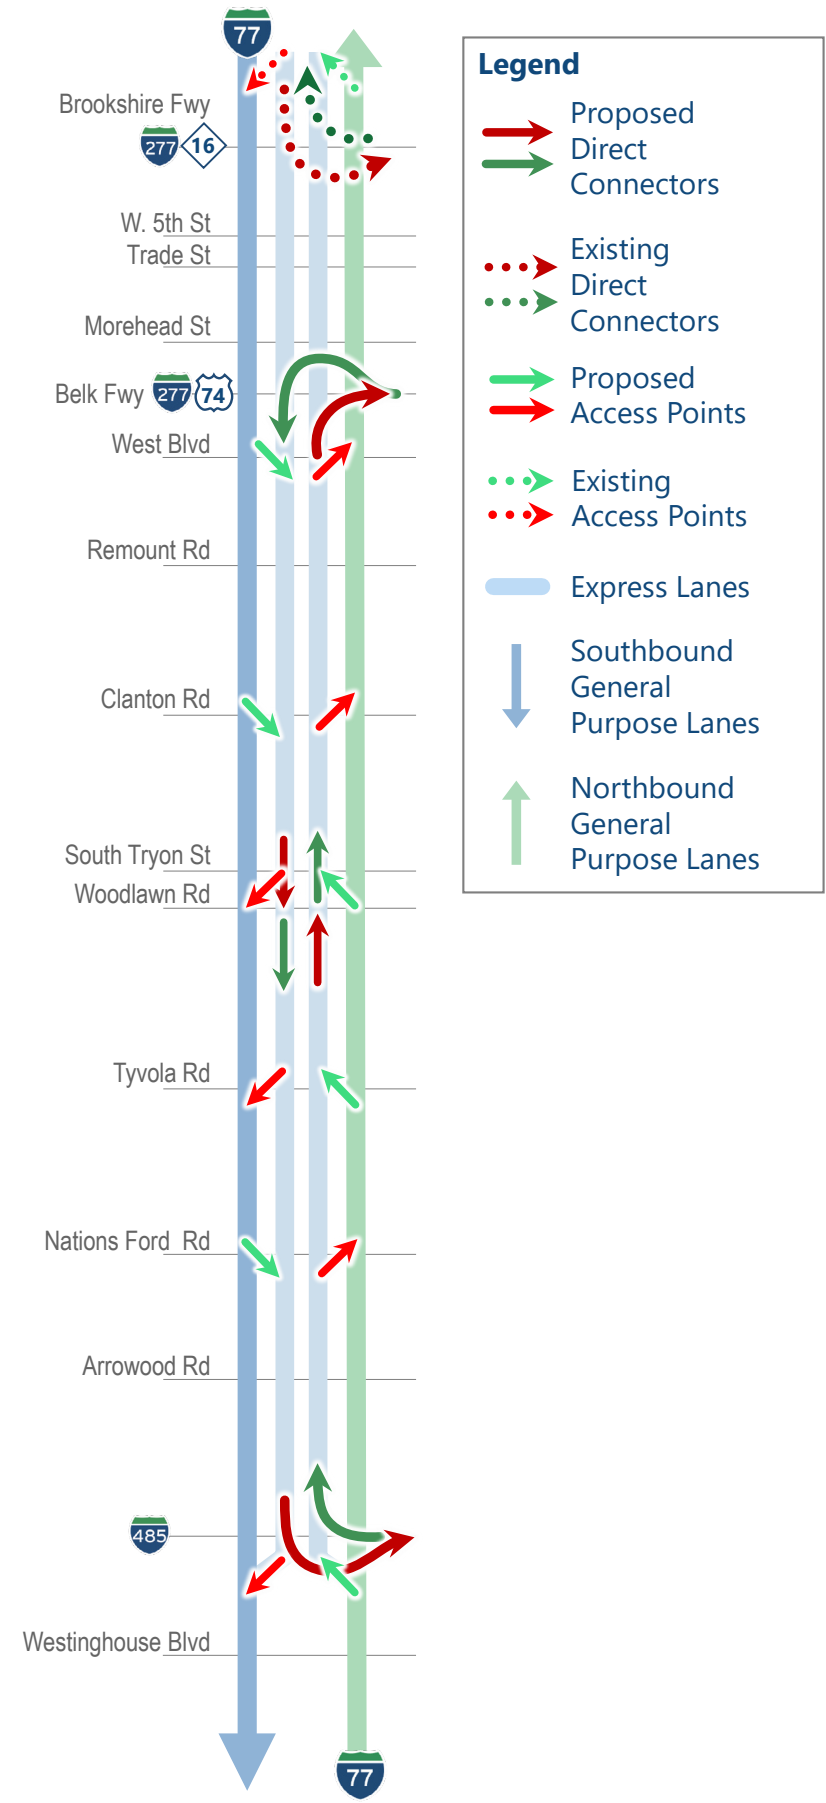 77
Brookshire Fwy
277 16
W. 5th St
Trade St
Morehead St
Belk Fwy 277 74
West Blvd
Remount Rd
Clanton Rd
South Tryon St
Woodlawn Rd
Tyvola Rd
Nations Ford Rd
Arrowood Rd
485
Westinghouse Blvd
77
Legend
Proposed
Direct
Connectors
Existing
Direct
Connectors
Proposed
Access Points
Existing
Access Points
Express Lanes
Southbound
General
Purpose Lanes
Northbound
General
Purpose Lanes